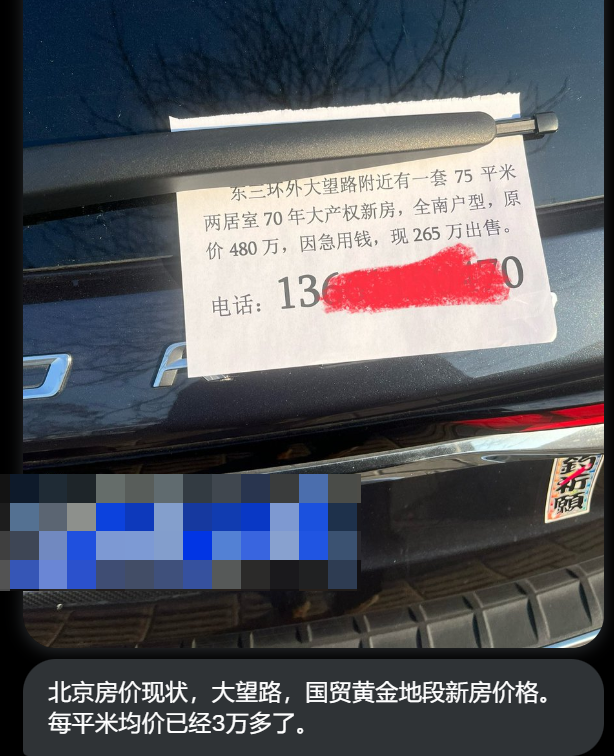 东三环外大望路附近有一套 75 平米
两居室 70 年大产权新房，全南户型，原
价 480 万，因急用钱，现 265 万出售。
电话：136 70
钓祈願
北京房价现状，大望路，国贸黄金地段新房价格。
每平米均价已经3万多了。